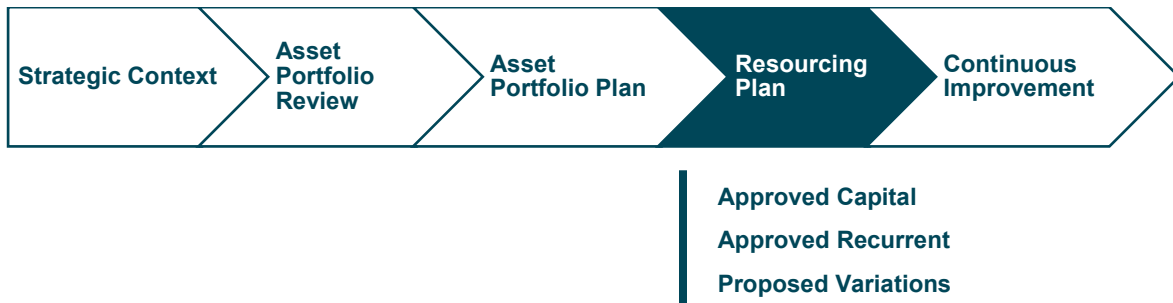 Strategic Context
Asset
Portfolio
Review
Asset
Portfolio Plan
Resourcing
Plan
Continuous
Improvement
Approved Capital
Approved Recurrent
Proposed Variations